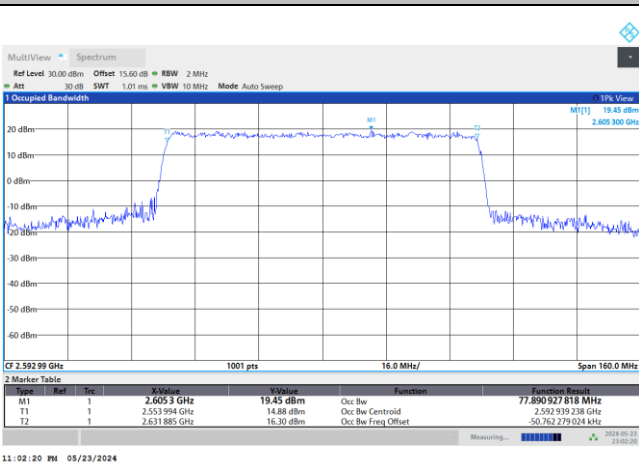 MultiView Spectrum
Ref Level 30.00 dBm Offset 15.60 dB RBW 2 MHz
Att 30 dB SWT 1.01 ms VBW 10 MHz Mode Auto Sweep
1 Occupied Bandwidth 1Pk View
M1[1] 19.45 dBm
2.605 300 GHz
M1
T1
T2
20 dBm
10 dBm
0 dBm
-10 dBm
-20 dBm
-30 dBm
-40 dBm
-50 dBm
-60 dBm
CF 2.592 99 GHz 1001 pts 16.0 MHz/ Span 160.0 MHz
2 Marker Table
Type Ref Trc X-Value Y-Value Function Function Result
M1 1 2.6053 GHz 19.45 dBm Occ Bw 77.890 927 818 MHz
T1 1 2.553 994 GHz 14.88 dBm Occ Bw Centroid 2.592 939 238 GHz
T2 1 2.631 885 GHz 16.30 dBm Occ Bw Freq Offset -50.762 279 024 kHz
Measuring... 2024-05-23
23:02:20
11:02:20 PM 05/23/2024